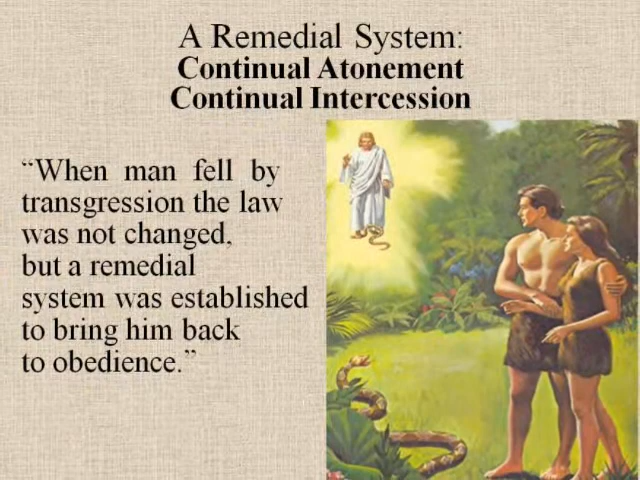 A Remedial System:
Continual Atonement
Continual Intercession
“When man fell by
transgression the law
was not changed,
but a remedial
system was established
to bring him back
to obedience.”